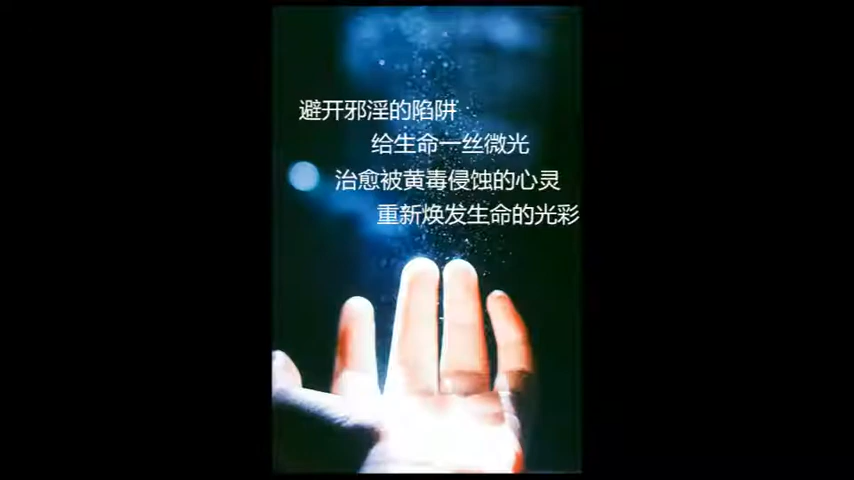 避开邪淫的陷阱
给生命一丝微光
治愈被黄毒侵蚀的心灵
重新焕发生命的光彩